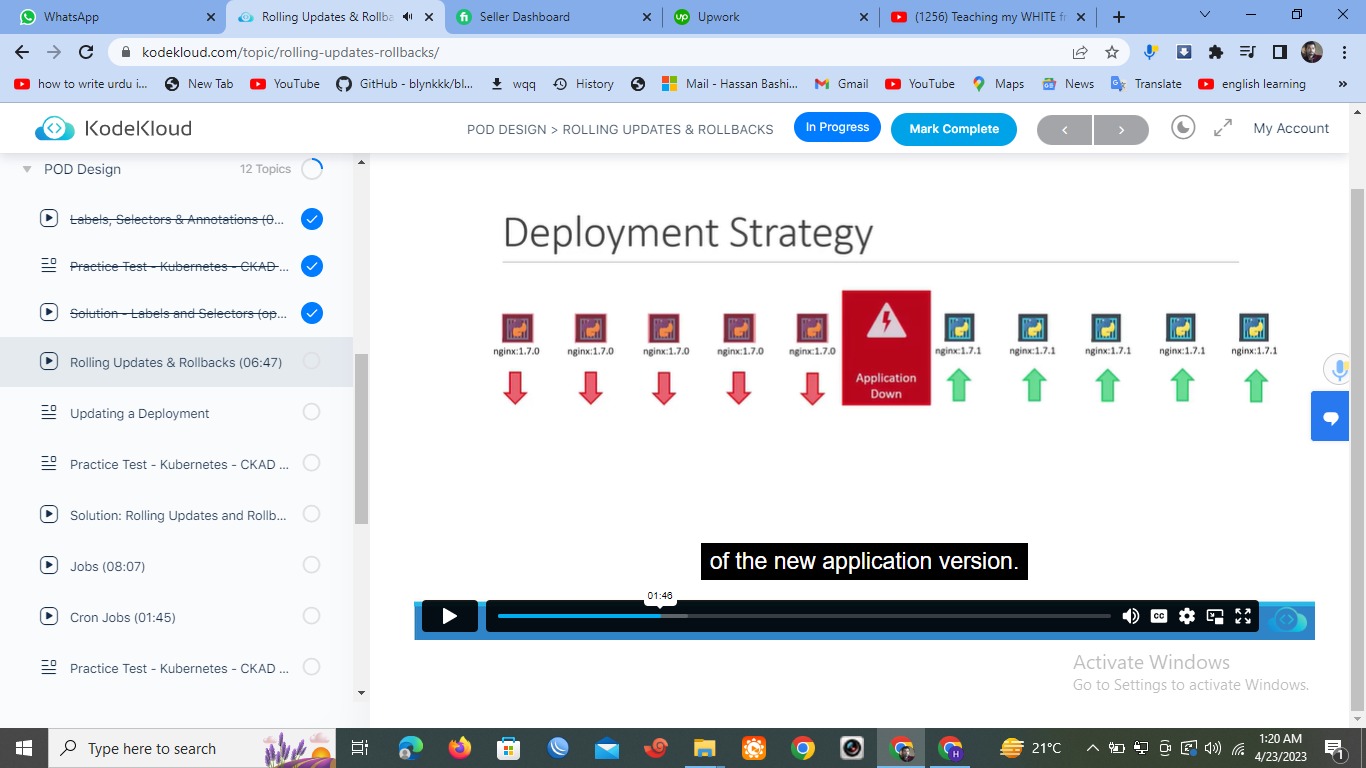 WhatsApp
Rolling Updates & Rollba
Seller Dashboard
Upwork
(1256) Teaching my WHITE fr
kodekloud.com/topic/rolling-updates-rollbacks/
how to write urdu i...
New Tab
YouTube
GitHub - blynkkk/bl...
wqq
History
Mail - Hassan Bashi...
Gmail
YouTube
Maps
News
Translate
english learning
»
KodeKloud
POD DESIGN > ROLLING UPDATES & ROLLBACKS
In Progress
Mark Complete
My Account
POD Design
12 Topics
Labels, Selectors & Annotations (0...
Practice Test - Kubernetes - CKAD ...
Solution - Labels and Selectors (op...
Rolling Updates & Rollbacks (06:47)
Updating a Deployment
Practice Test - Kubernetes - CKAD ...
Solution: Rolling Updates and Rollb...
Jobs (08:07)
Cron Jobs (01:45)
Practice Test - Kubernetes - CKAD ...
Deployment Strategy
nginx:1.7.0 nginx:1.7.0 nginx:1.7.0 nginx:1.7.0 nginx:1.7.0 nginx:1.7.1 nginx:1.7.1 nginx:1.7.1 nginx:1.7.1 nginx:1.7.1
Application
Down
of the new application version.
01:46
CC
Activate Windows
Go to Settings to activate Windows.
Type here to search
21°C
1:20 AM
4/23/2023
1